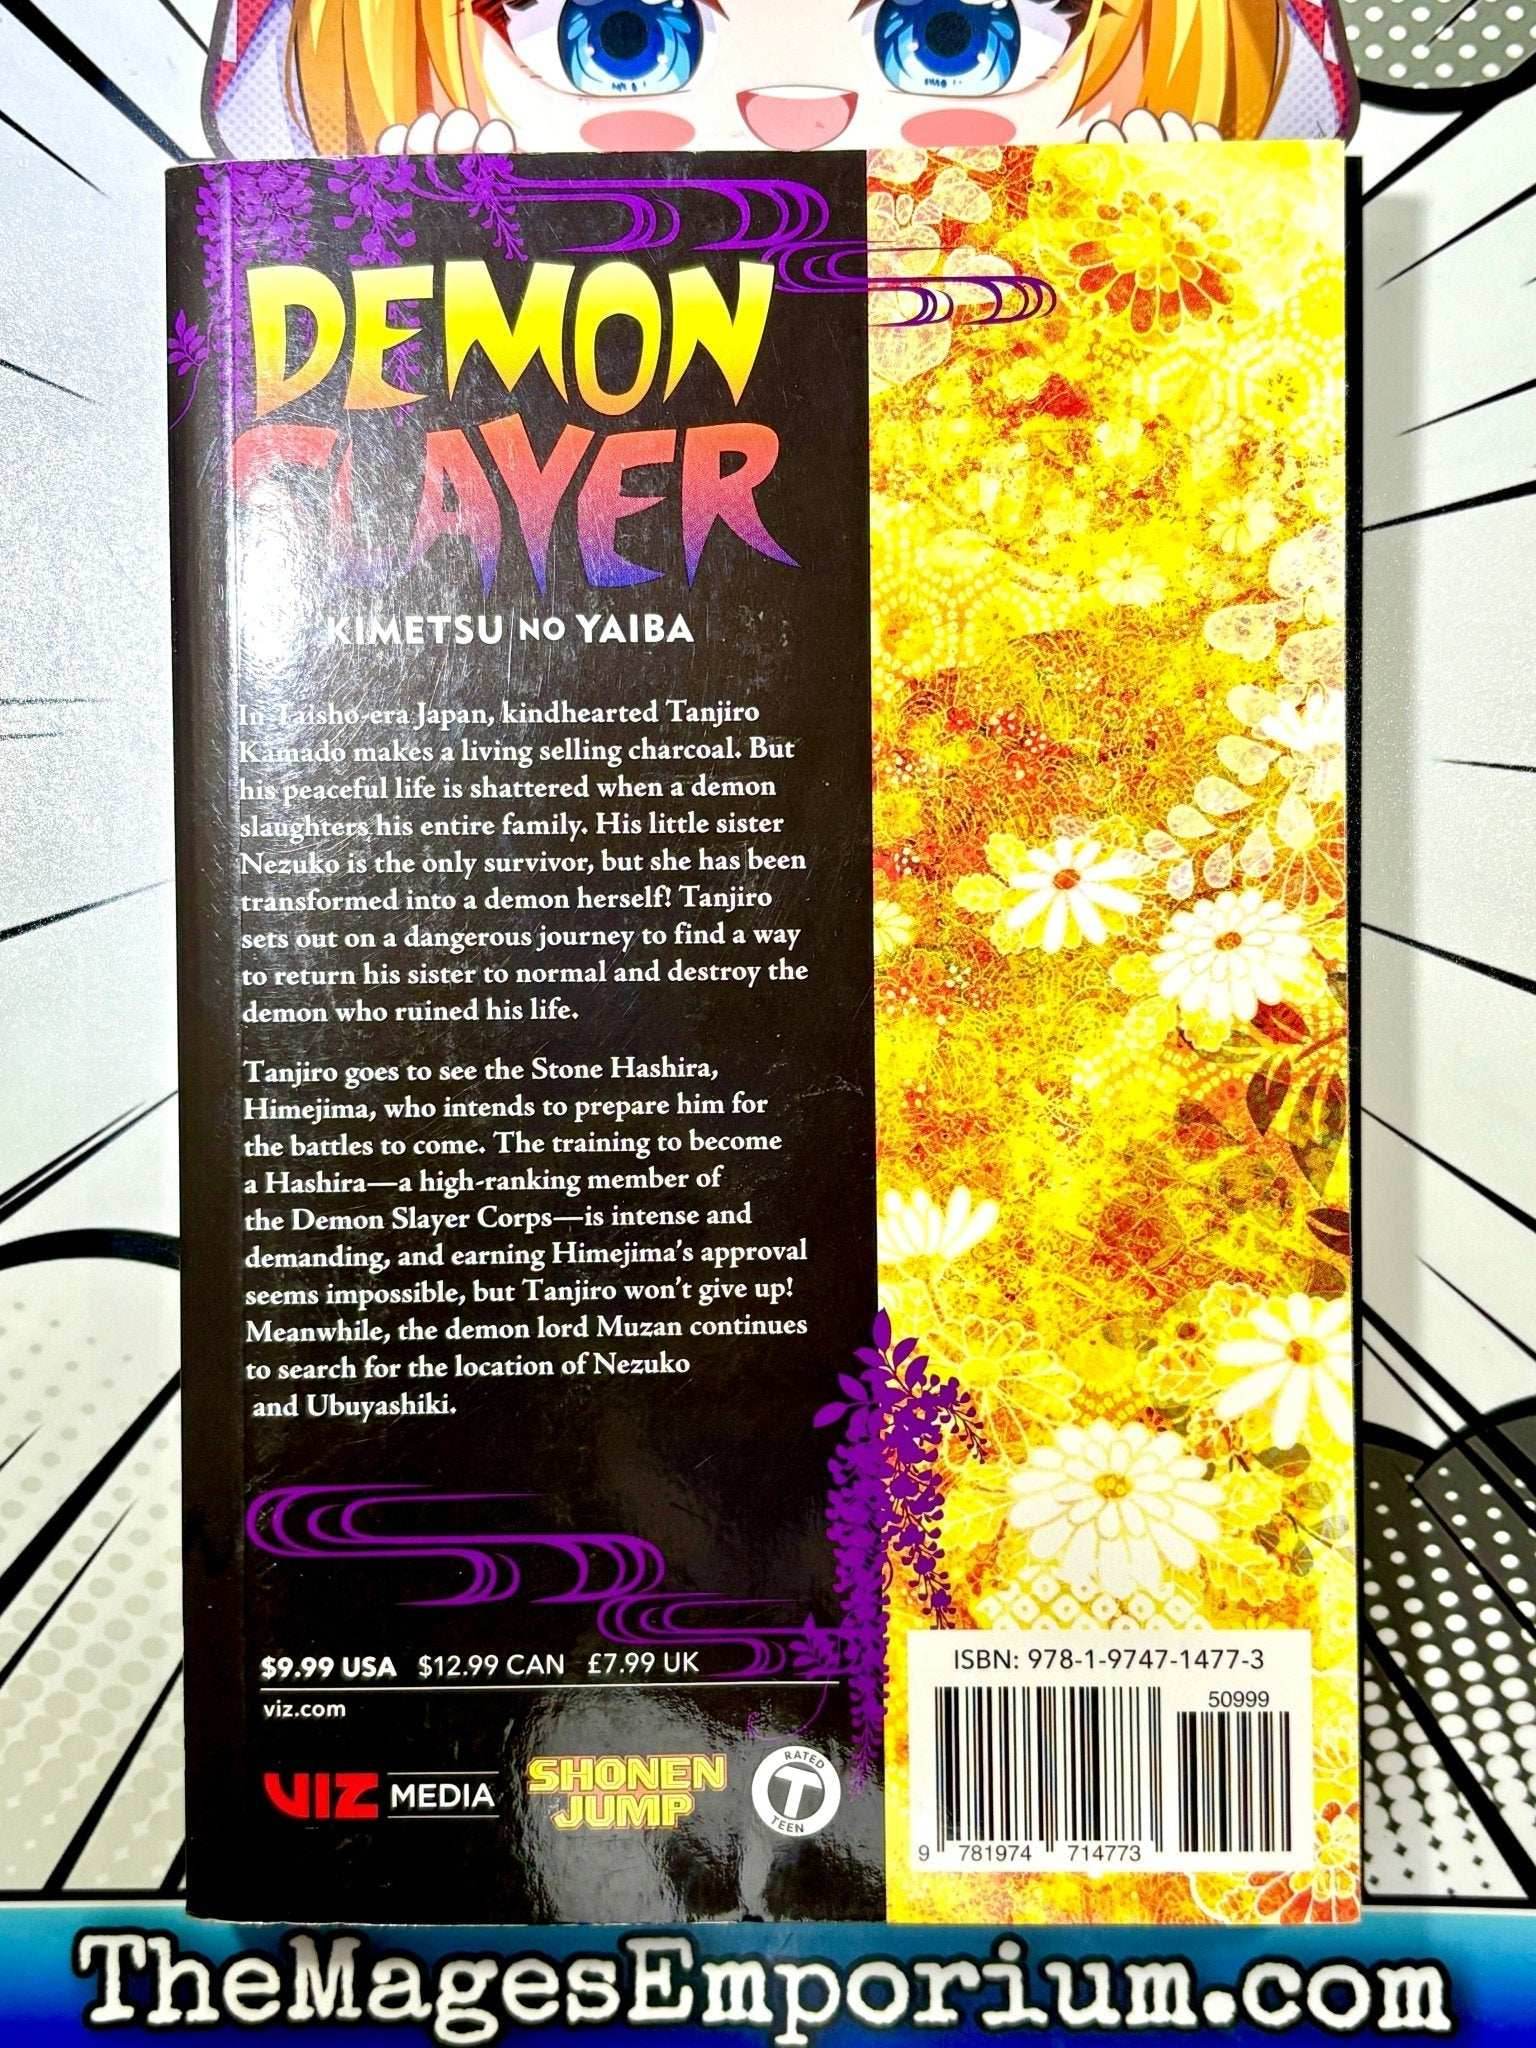 DEMON
SLAYER
KIMETSU NO YAIBA
In Taisho-era Japan, kindhearted Tanjiro
Kamado makes a living selling charcoal. But
his peaceful life is shattered when a demon
slaughters his entire family. His little sister
Nezuko is the only survivor, but she has been
transformed into a demon herself! Tanjiro
sets out on a dangerous journey to find a way
to return his sister to normal and destroy the
demon who ruined his life.
Tanjiro goes to see the Stone Hashira,
Himejima, who intends to prepare him for
the battles to come. The training to become
a Hashira—a high-ranking member of
the Demon Slayer Corps—is intense and
demanding, and earning Himejima's approval
seems impossible, but Tanjiro won't give up!
Meanwhile, the demon lord Muzan continues
to search for the location of Nezuko
and Ubuyashiki.
$9.99 USA $12.99 CAN £7.99 UK
viz.com
VIZ MEDIA
SHONEN
JUMP
RATED
T
TEEN
ISBN: 978-1-9747-1477-3
50999
9 781974 714773
TheMagesEmporium.com